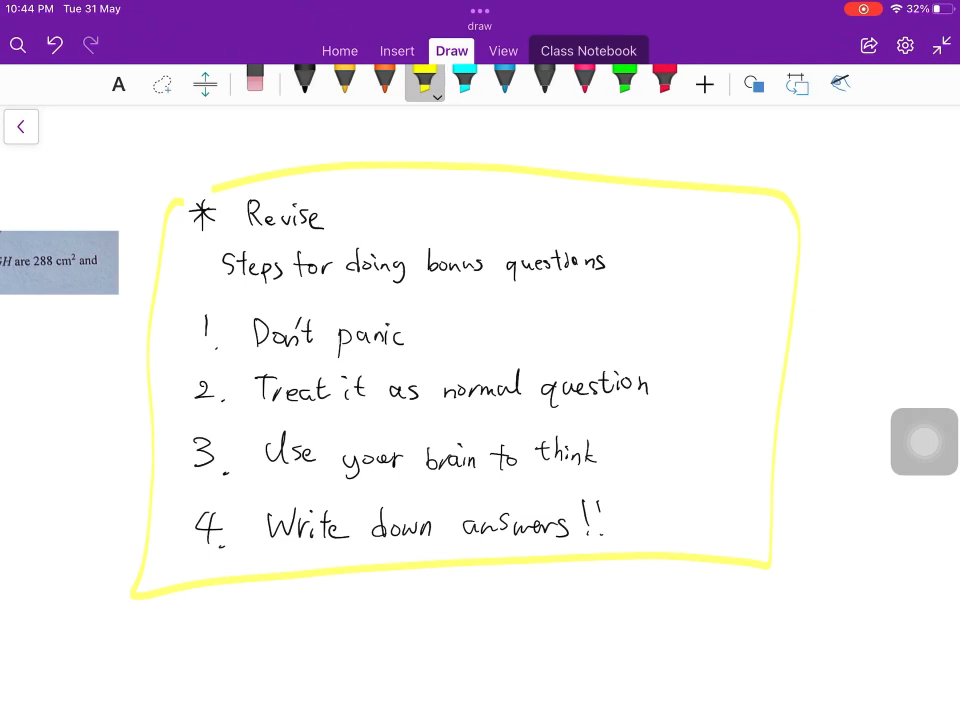 10:44 PM Tue 31 May
32%
draw
Home Insert Draw View Class Notebook
A
GH are 288 cm² and
* Revise
Steps for doing bonus questions
1. Don't panic
2. Treat it as normal question
3. Use your brain to think
4. Write down answers!!